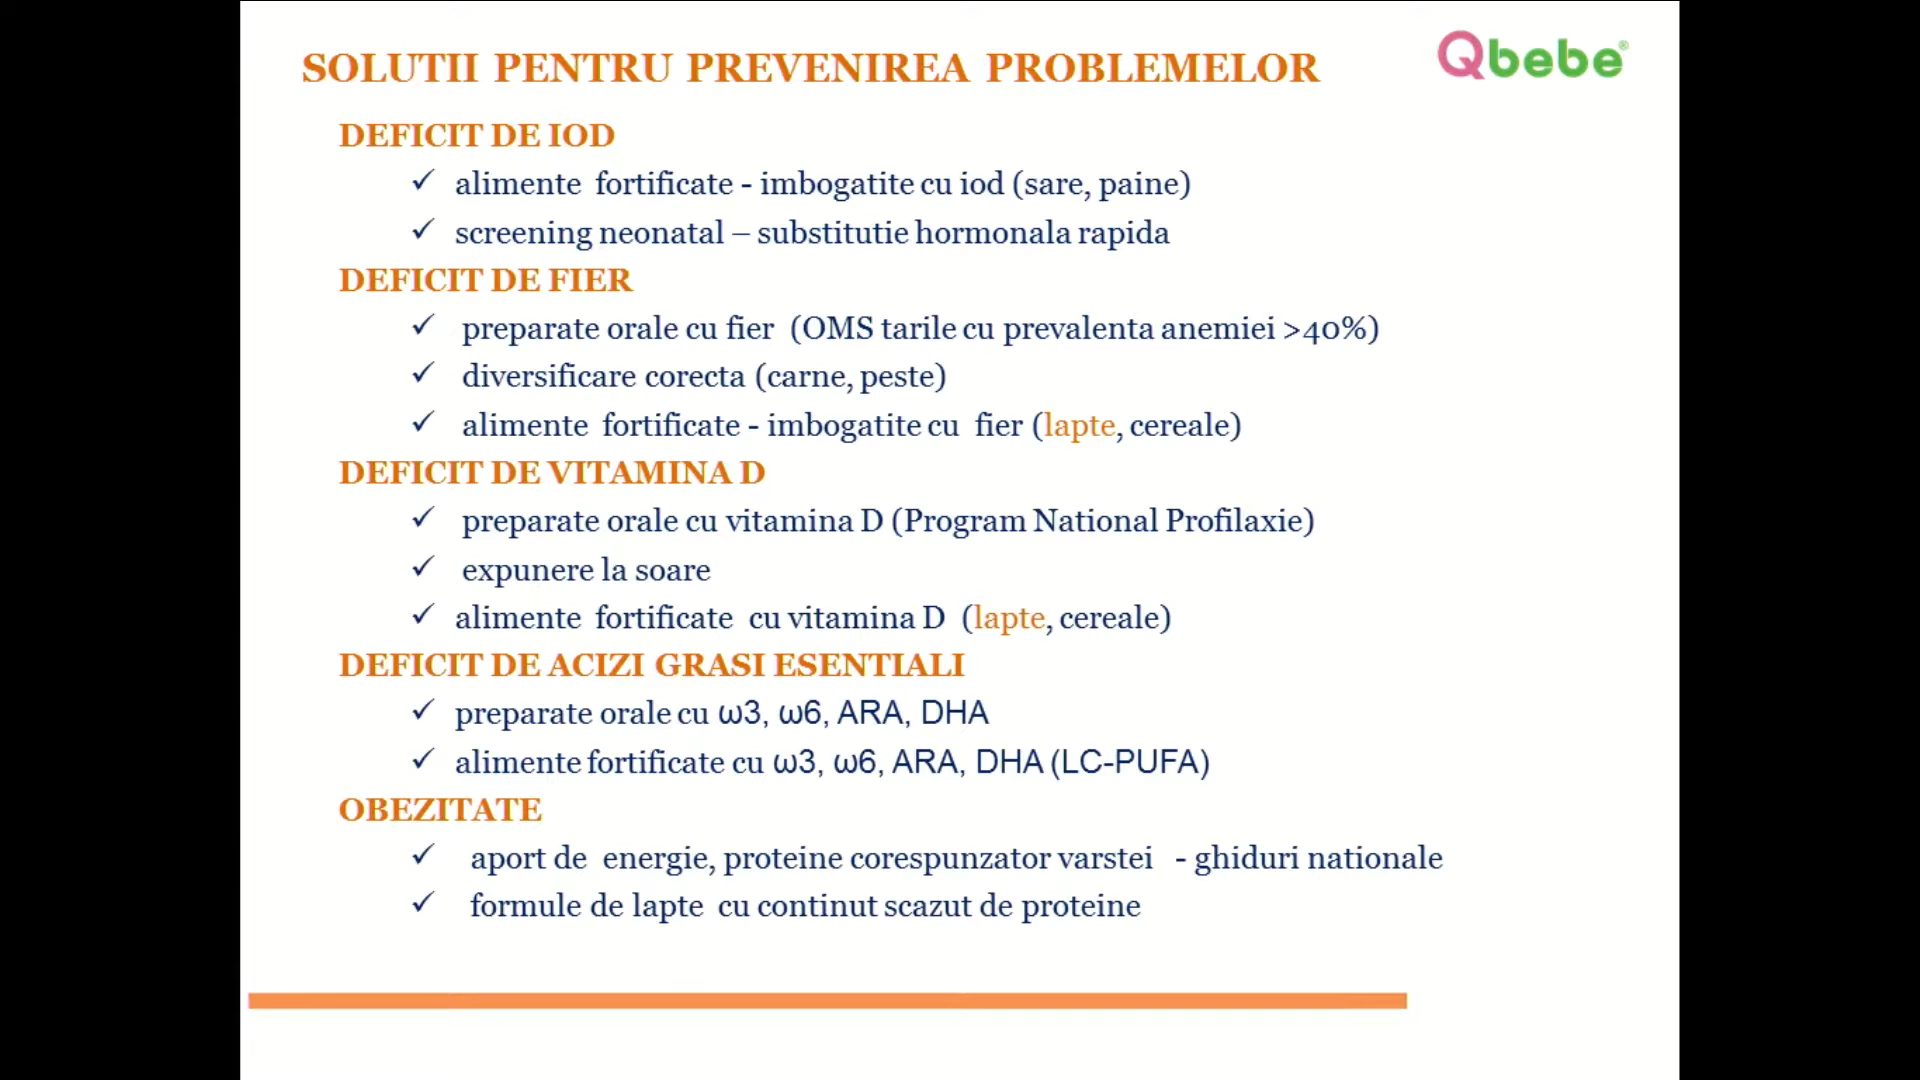 SOLUTII PENTRU PREVENIREA PROBLEMELOR
Qbebe®
DEFICIT DE IOD
✓ alimente fortificate - imbogatite cu iod (sare, paine)
✓ screening neonatal – substitutie hormonala rapida
DEFICIT DE FIER
✓ preparate orale cu fier (OMS tarile cu prevalenta anemiei >40%)
✓ diversificare corecta (carne, peste)
✓ alimente fortificate - imbogatite cu fier (lapte, cereale)
DEFICIT DE VITAMINA D
✓ preparate orale cu vitamina D (Program National Profilaxie)
✓ expunere la soare
✓ alimente fortificate cu vitamina D (lapte, cereale)
DEFICIT DE ACIZI GRASI ESENTIALI
✓ preparate orale cu ω3, ω6, ARA, DHA
✓ alimente fortificate cu ω3, ω6, ARA, DHA (LC-PUFA)
OBEZITATE
✓ aport de energie, proteine corespunzator varstei - ghiduri nationale
✓ formule de lapte cu continut scazut de proteine